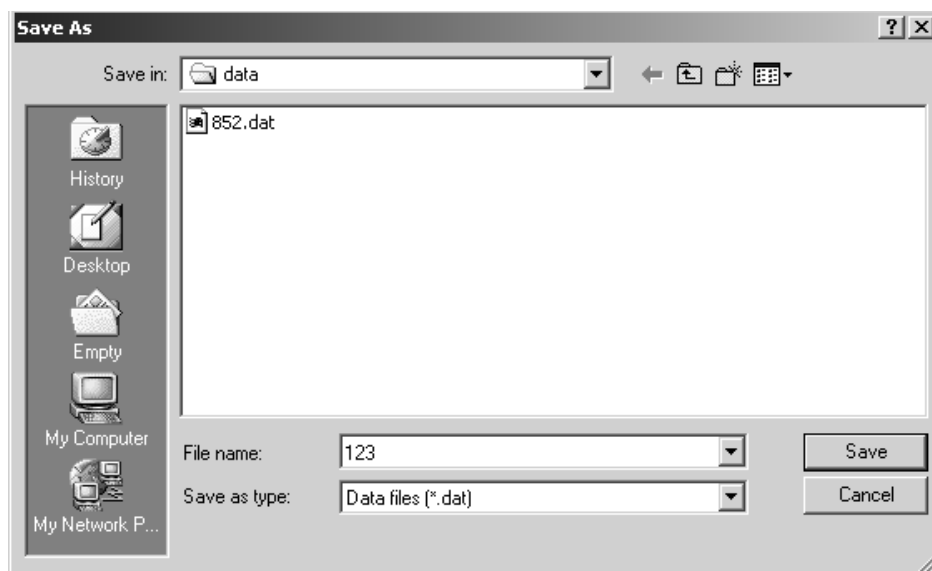 Save As
Save in: data
852.dat
History
Desktop
Empty
My Computer
My Network P...
File name: 123 Save
Save as type: Data files (*.dat) Cancel